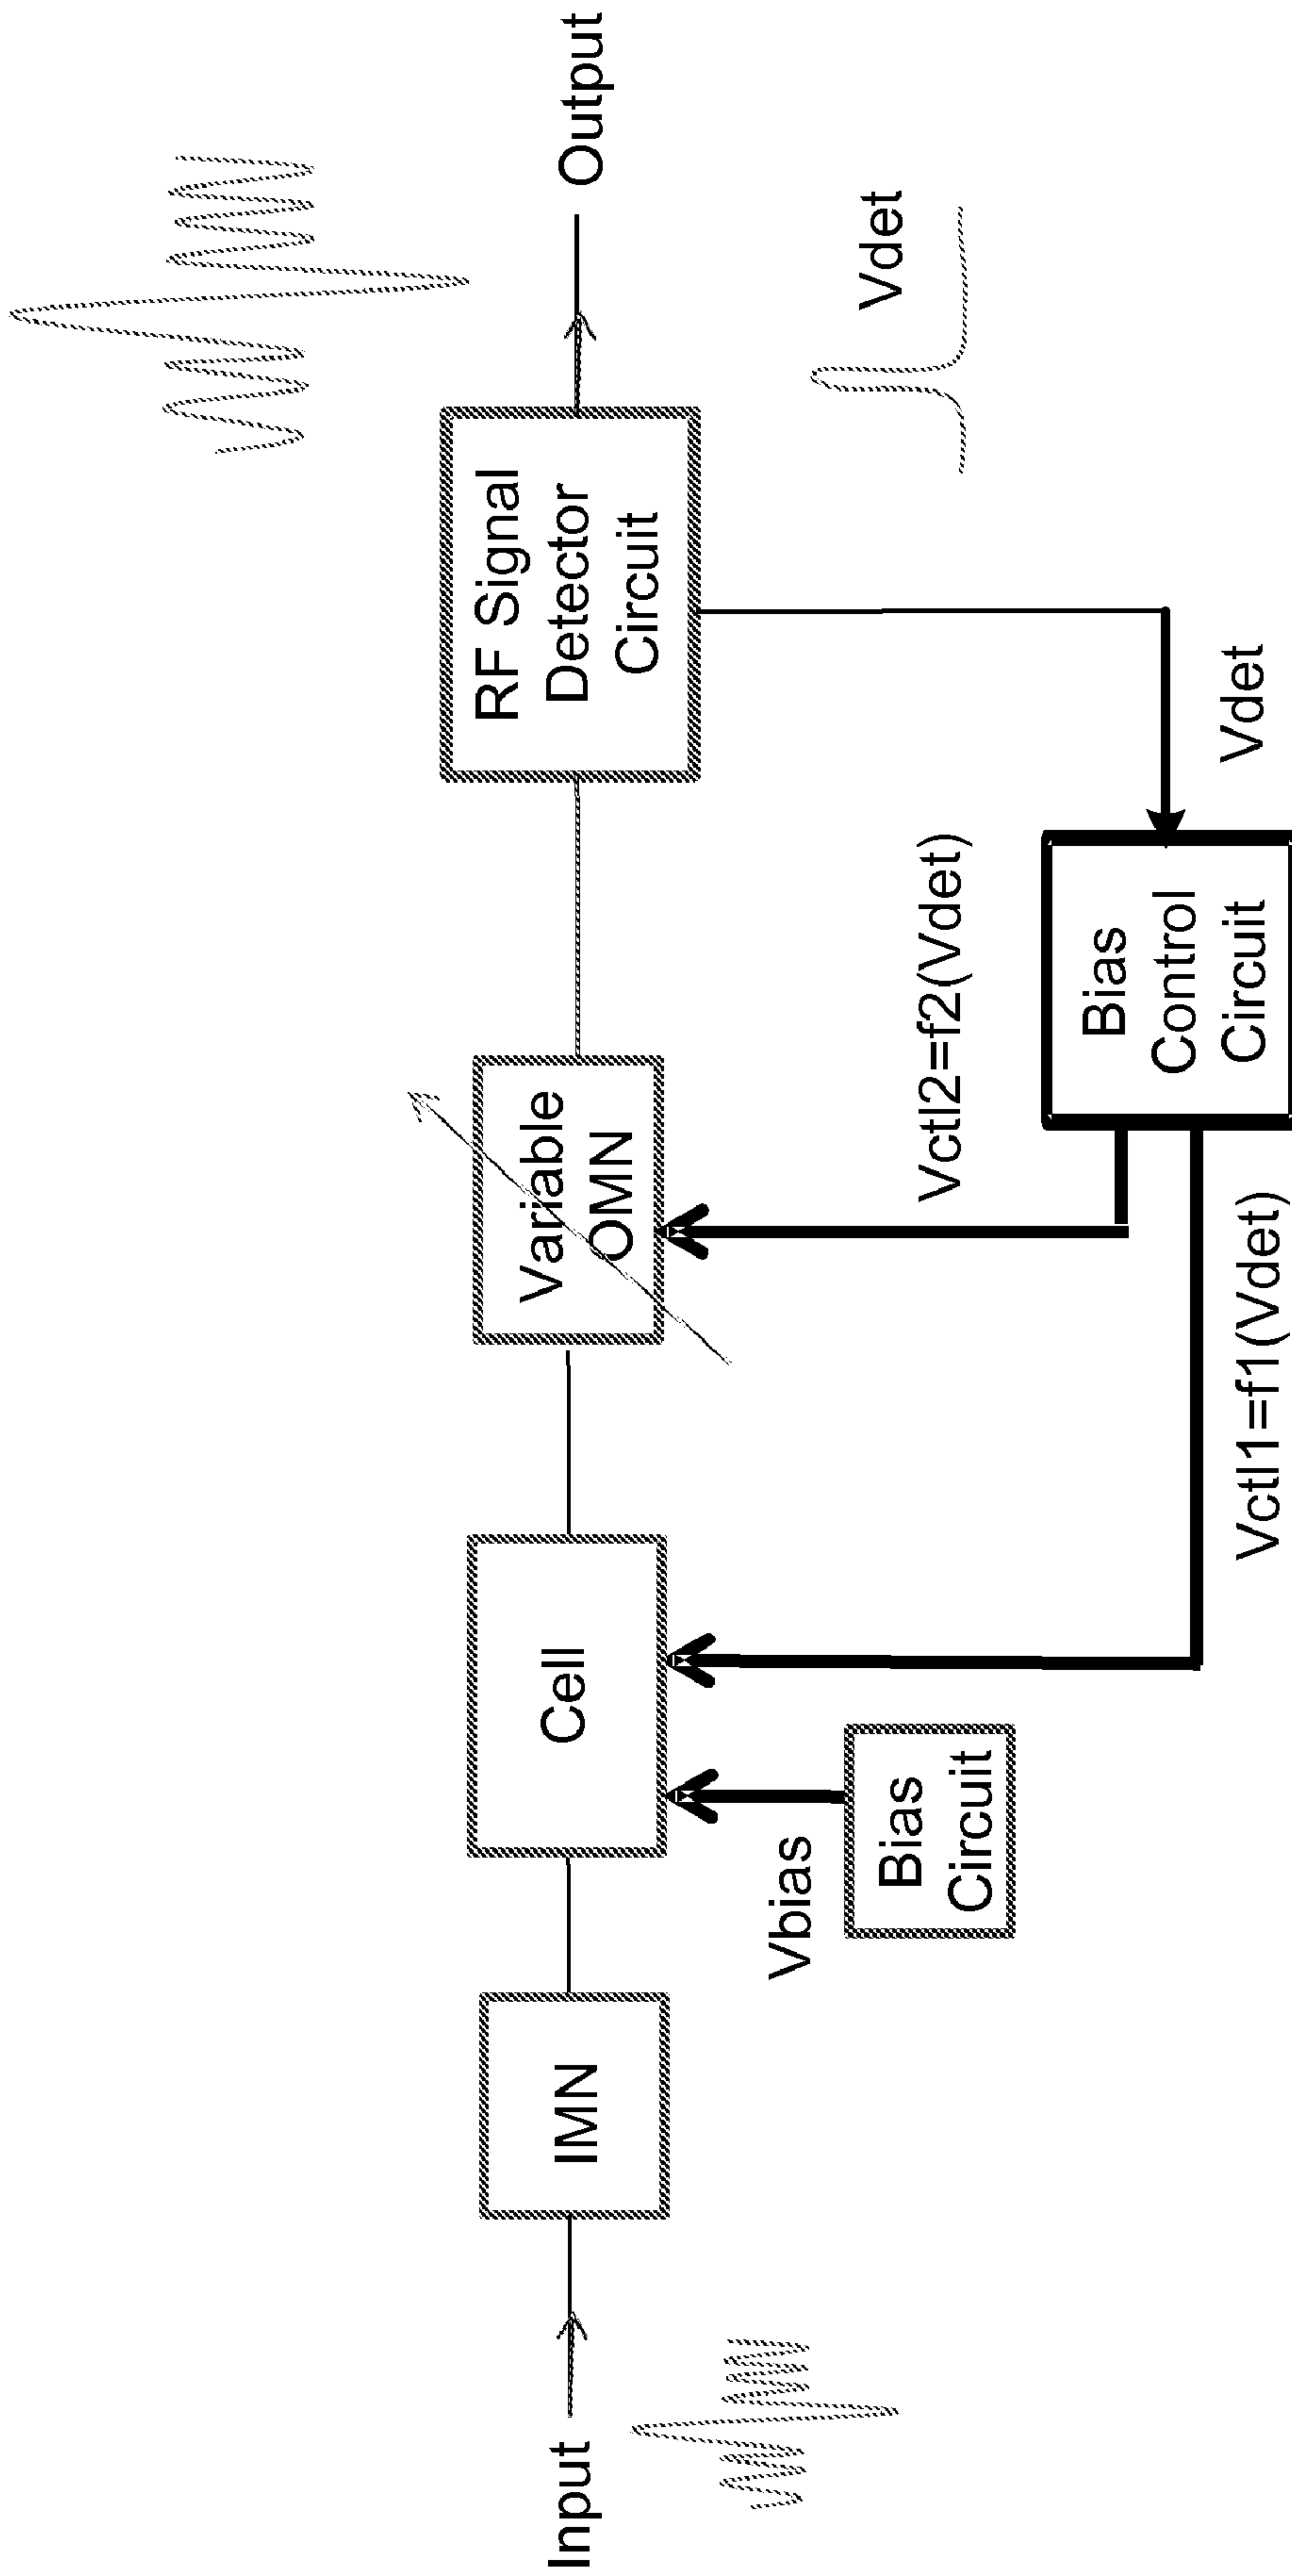 Input
IMN
Cell
Variable
OMN
RF Signal
Detector
Circuit
Output
Vbias
Bias
Circuit
Vctl2=f2(Vdet)
Vctl1=f1(Vdet)
Bias
Control
Circuit
Vdet
Vdet